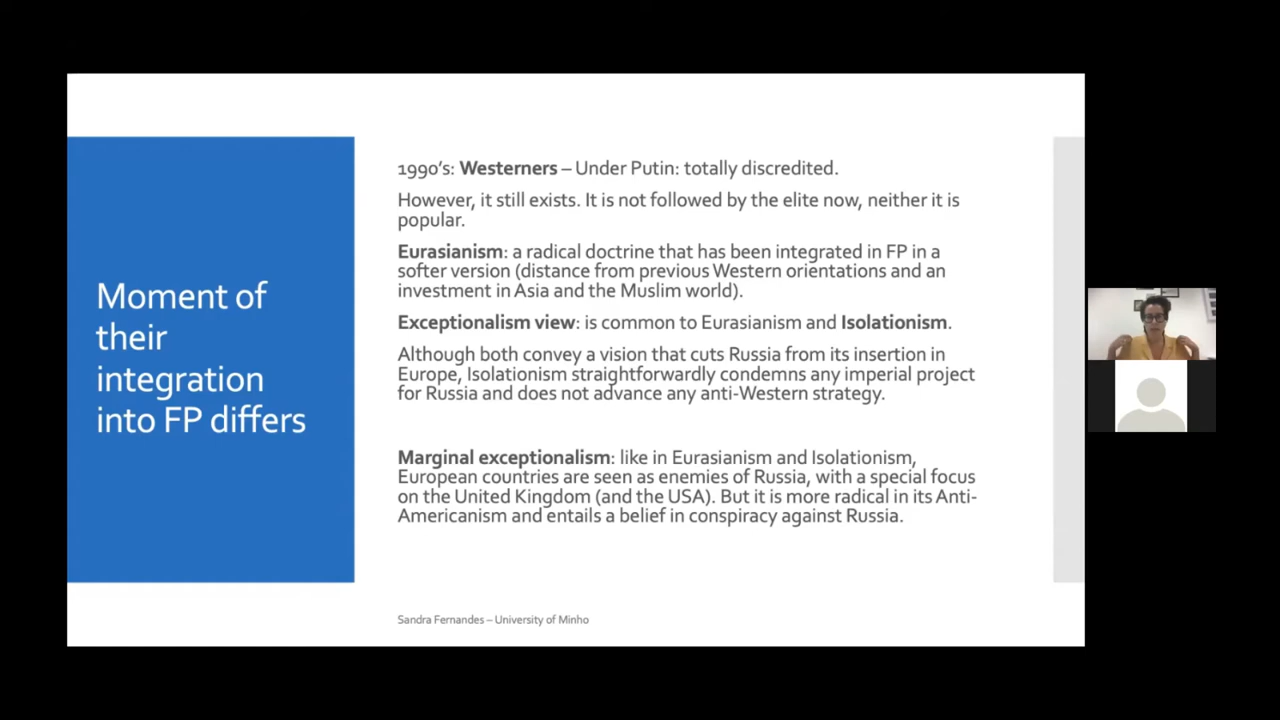 Moment of
their
integration
into FP differs
1990's: Westerners – Under Putin: totally discredited.
However, it still exists. It is not followed by the elite now, neither it is
popular.
Eurasianism: a radical doctrine that has been integrated in FP in a
softer version (distance from previous Western orientations and an
investment in Asia and the Muslim world).
Exceptionalism view: is common to Eurasianism and Isolationism.
Although both convey a vision that cuts Russia from its insertion in
Europe, Isolationism straightforwardly condemns any imperial project
for Russia and does not advance any anti-Western strategy.
Marginal exceptionalism: like in Eurasianism and Isolationism,
European countries are seen as enemies of Russia, with a special focus
on the United Kingdom (and the USA). But it is more radical in its Anti-
Americanism and entails a belief in conspiracy against Russia.
Sandra Fernandes – University of Minho